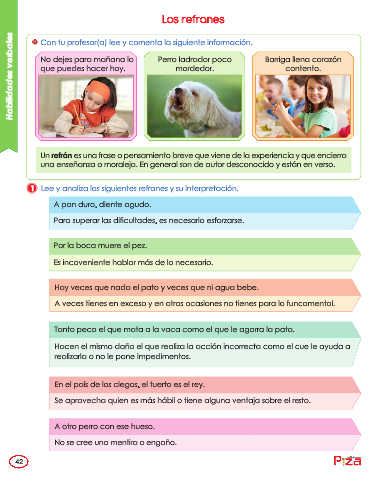 Los refranes
Habilidades verbales
Con tu profesor(a) lee y comenta la siguiente información.
No dejes para mañana lo
que puedes hacer hoy.
Perro ladrador poco
mordedor.
Barriga llena corazón
contento.
Un refrán es una frase o pensamiento breve que viene de la experiencia y que encierra
una enseñanza o moraleja. En general son de autor desconocido y están en verso.
1 Lee y analiza los siguientes refranes y su interpretación.
A pan duro, diente agudo.
Para superar las dificultades, es necesario esforzarse.
Por la boca muere el pez.
Es incoveniente hablar más de lo necesario.
Hay veces que nada el pato y veces que ni agua bebe.
A veces tienes en exceso y en otras ocasiones no tienes para lo funcamental.
Tanto peca el que mata a la vaca como el que le agarra la pata.
Hacen el mismo daño el que realiza la acción incorrecta como el cue le ayuda a
realizarla o no le pone impedimentos.
En el país de los ciegos, el tuerto es el rey.
Se aprovecha quien es más hábil o tiene alguna ventaja sobre el resto.
A otro perro con ese hueso.
No se cree una mentira o engaño.
42